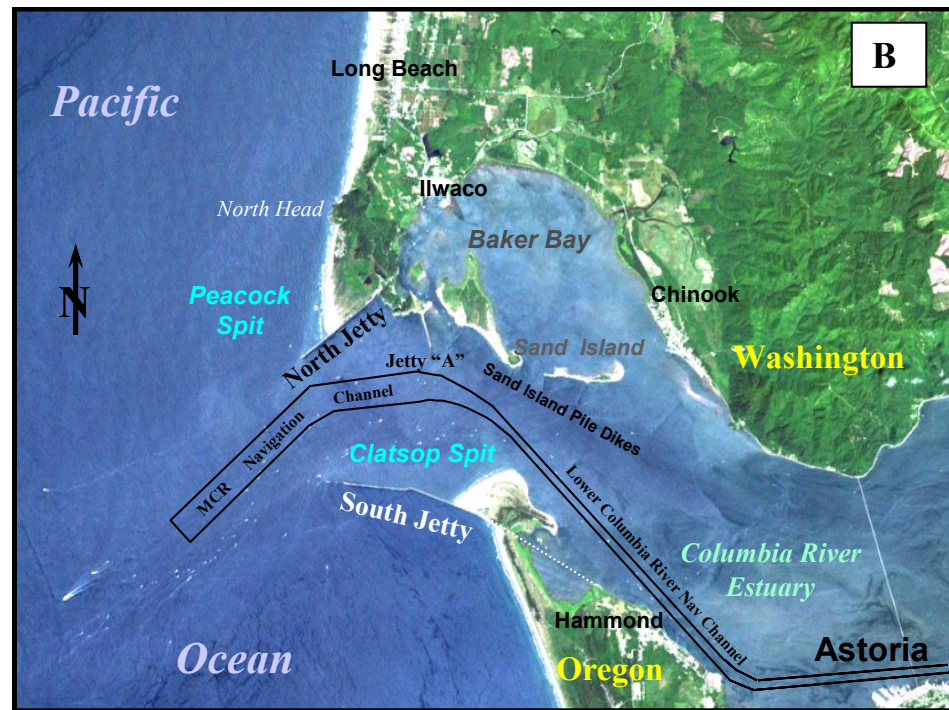 B
Long Beach
Pacific
Ilwaco
North Head
Baker Bay
N
Peacock
Spit
Chinook
North Jetty
Sand Island
Washington
Jetty “A”
Sand Island Pile Dikes
Channel
Navigation
MCR
Clatsop Spit
South Jetty
Lower Columbia River Nav Channel
Columbia River
Estuary
Hammond
Astoria
Ocean
Oregon